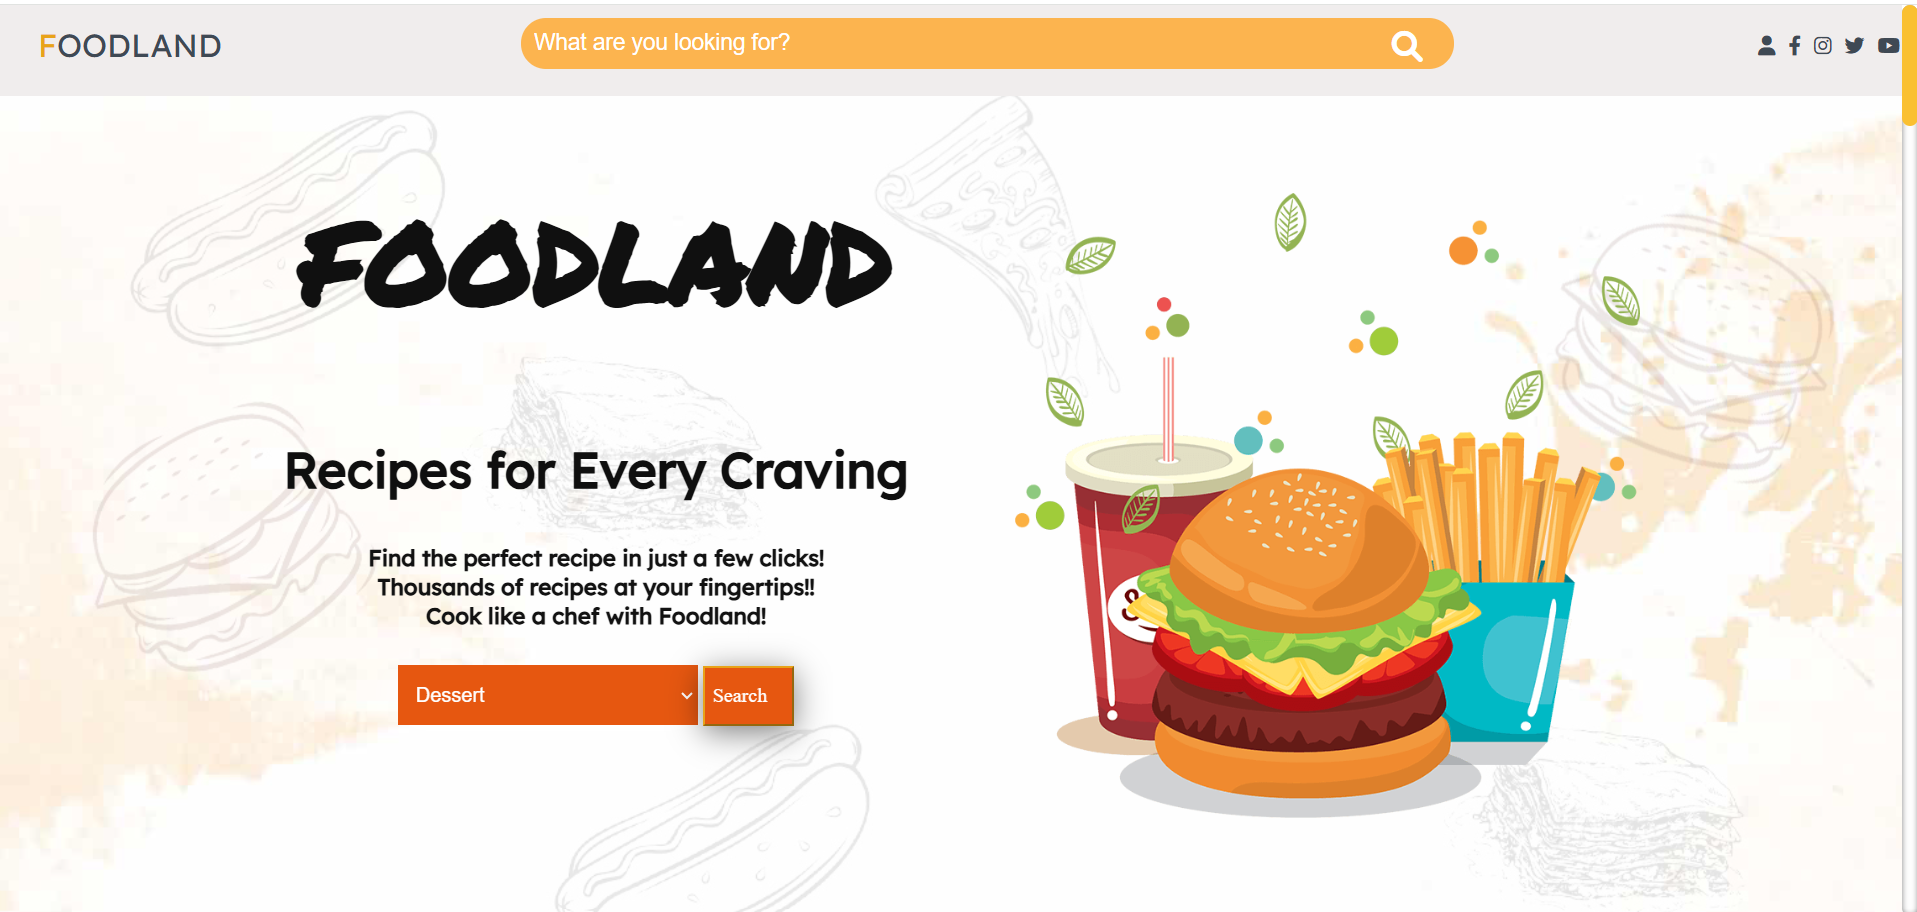 FOODLAND
What are you looking for?
FOODLAND
Recipes for Every Craving
Find the perfect recipe in just a few clicks!
Thousands of recipes at your fingertips!!
Cook like a chef with Foodland!
Dessert
Search